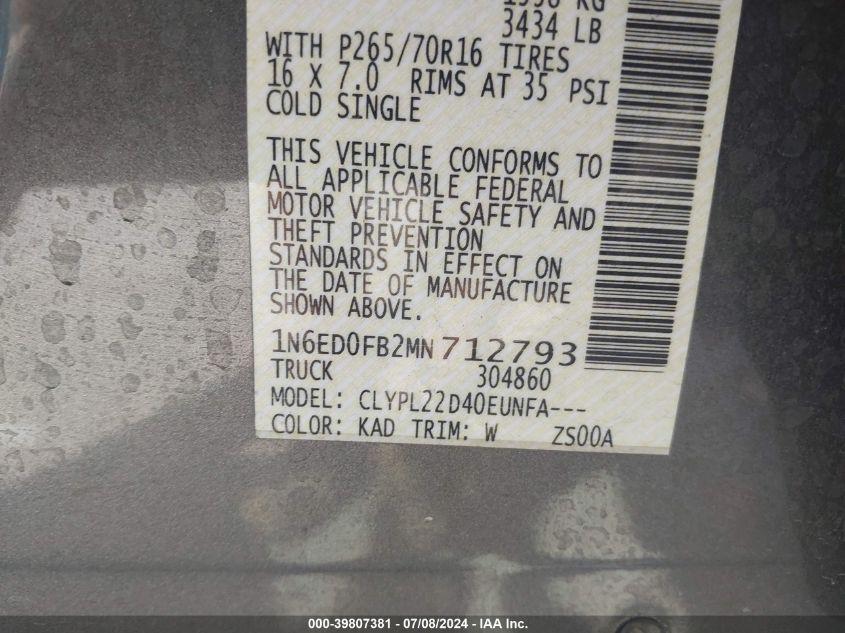 3434 LB
WITH P265/70R16 TIRES
16 X 7.0 RIMS AT 35 PSI
COLD SINGLE
THIS VEHICLE CONFORMS TO
ALL APPLICABLE FEDERAL
MOTOR VEHICLE SAFETY AND
THEFT PREVENTION
STANDARDS IN EFFECT ON
THE DATE OF MANUFACTURE
SHOWN ABOVE.
1N6ED0FB2MN712793
TRUCK 304860
MODEL: CLYPL22D40EUNFA---
COLOR: KAD TRIM: W ZS00A
000-39807381 / 07/08/2024 - IAA Inc.